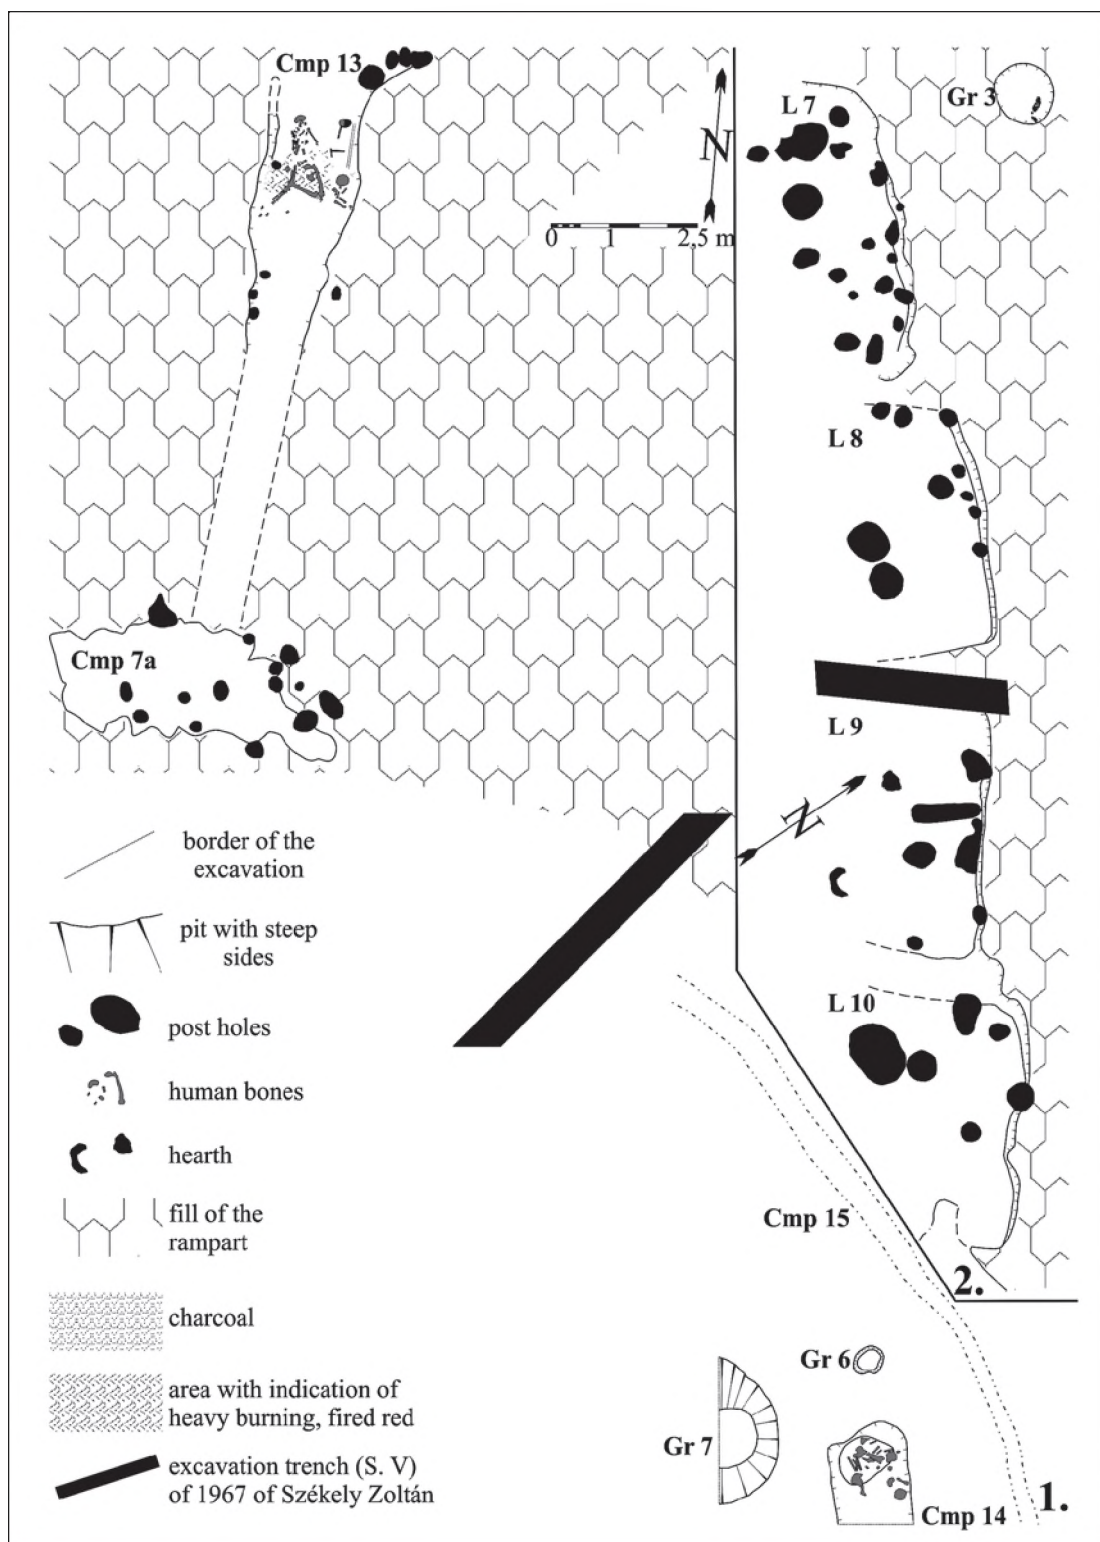 Cmp 13
L 7
Gr 3
N
0 1 2,5 m
L 8
Cmp 7a
L 9
N
border of the
excavation
pit with steep
sides
post holes
human bones
hearth
fill of the
rampart
charcoal
area with indication of
heavy burning, fired red
excavation trench (S. V)
of 1967 of Székely Zoltán
L 10
Cmp 15
2.
Gr 6
Gr 7
Cmp 14
1.